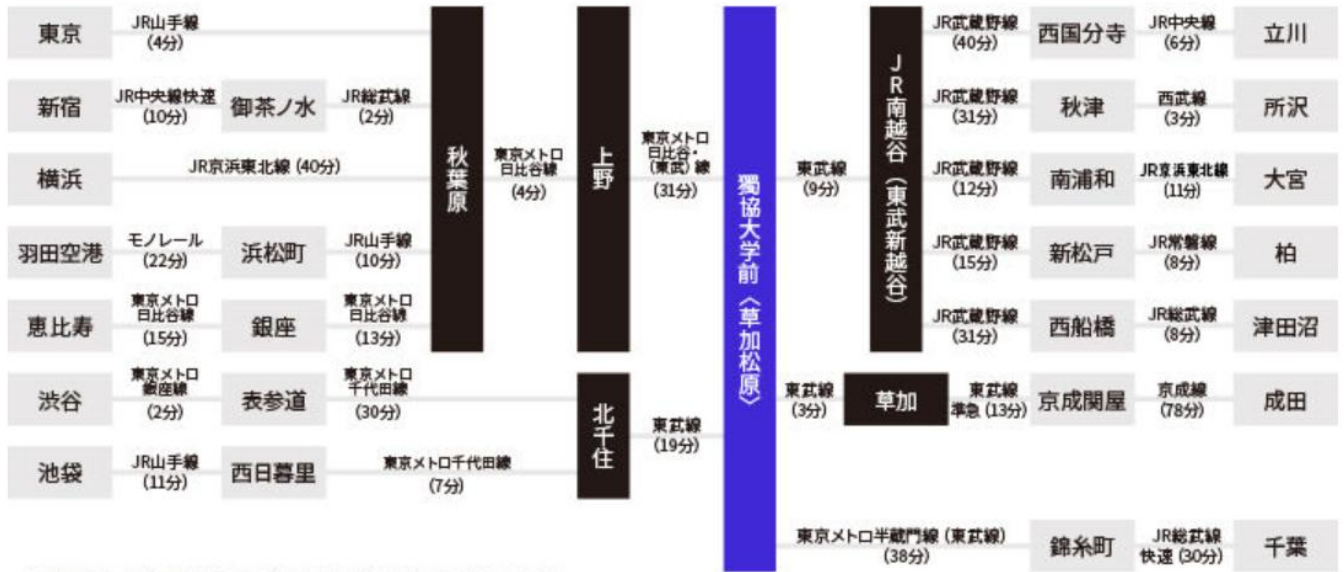 東京
JR山手線
(4分)
新宿
JR中央線快速
(10分)
御茶ノ水
JR総武線
(2分)
横浜
JR京浜東北線 (40分)
羽田空港
モノレール
(22分)
浜松町
JR山手線
(10分)
恵比寿
東京メトロ
日比谷線
(15分)
銀座
東京メトロ
日比谷線
(13分)
秋葉原
東京メトロ
日比谷線
(4分)
上野
東京メトロ
日比谷・
(東武) 線
(31分)
渋谷
東京メトロ
銀座線
(2分)
表参道
東京メトロ
千代田線
(30分)
池袋
JR山手線
(11分)
西日暮里
東京メトロ千代田線
(7分)
北千住
東武線
(19分)
獨協大学前〈草加松原〉
東武線
(9分)
JR南越谷(東武新越谷)
JR武蔵野線
(40分)
西国分寺
JR中央線
(6分)
立川
JR武蔵野線
(31分)
秋津
西武線
(3分)
所沢
JR武蔵野線
(12分)
南浦和
JR京浜東北線
(11分)
大宮
JR武蔵野線
(15分)
新松戸
JR常磐線
(8分)
柏
JR武蔵野線
(31分)
西船橋
JR総武線
(8分)
津田沼
東武線
(3分)
草加
東武線
準急 (13分)
京成関屋
京成線
(78分)
成田
東京メトロ半蔵門線 (東武線)
(38分)
錦糸町
JR総武線
快速 (30分)
千葉